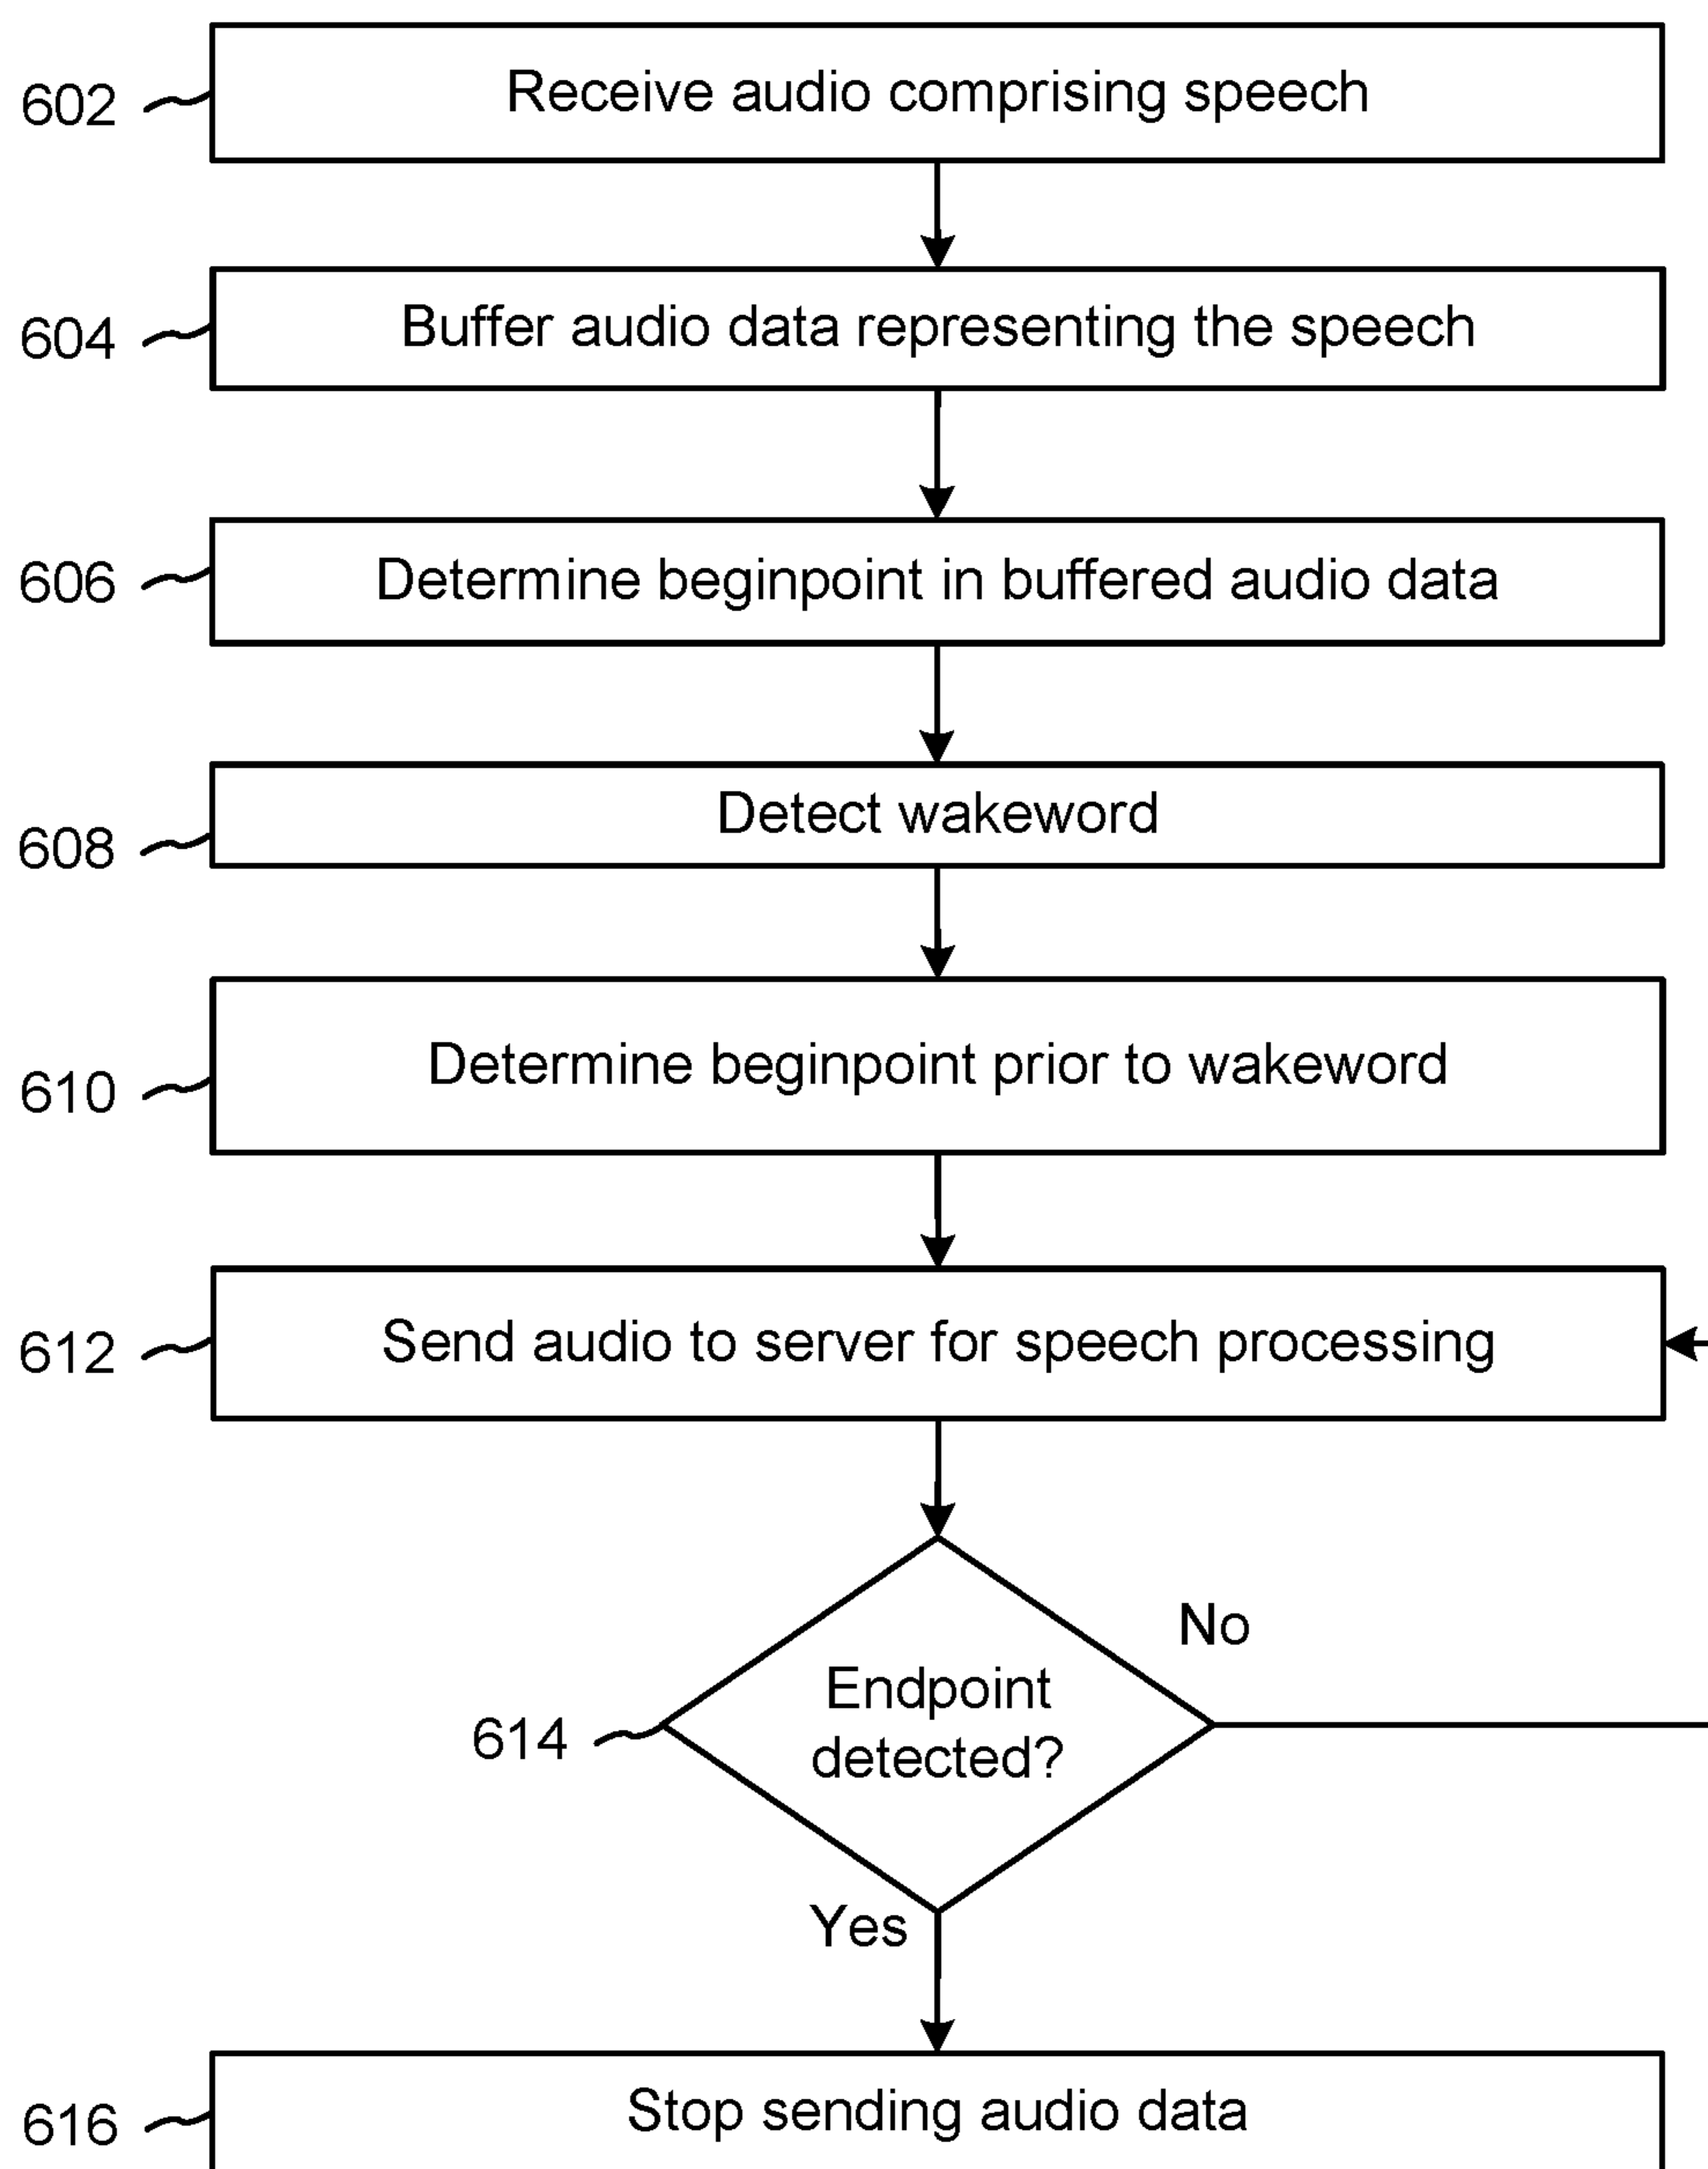 602
Receive audio comprising speech
604
Buffer audio data representing the speech
606
Determine beginpoint in buffered audio data
608
Detect wakeword
610
Determine beginpoint prior to wakeword
612
Send audio to server for speech processing
No
614
Endpoint
detected?
Yes
616
Stop sending audio data